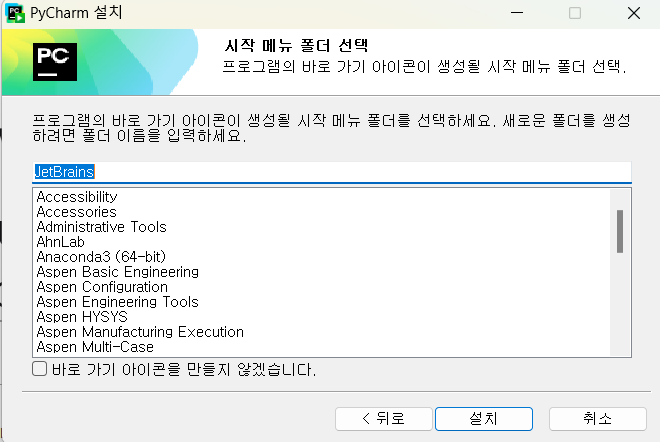 PyCharm 설치
PC
시작 메뉴 폴더 선택
프로그램의 바로 가기 아이콘이 생성될 시작 메뉴 폴더 선택.
프로그램의 바로 가기 아이콘이 생성될 시작 메뉴 폴더를 선택하세요. 새로운 폴더를 생성
하려면 폴더 이름을 입력하세요.
JetBrains
Accessibility
Accessories
Administrative Tools
AhnLab
Anaconda3 (64-bit)
Aspen Basic Engineering
Aspen Configuration
Aspen Engineering Tools
Aspen HYSYS
Aspen Manufacturing Execution
Aspen Multi-Case
바로 가기 아이콘을 만들지 않겠습니다.
< 뒤로
설치
취소